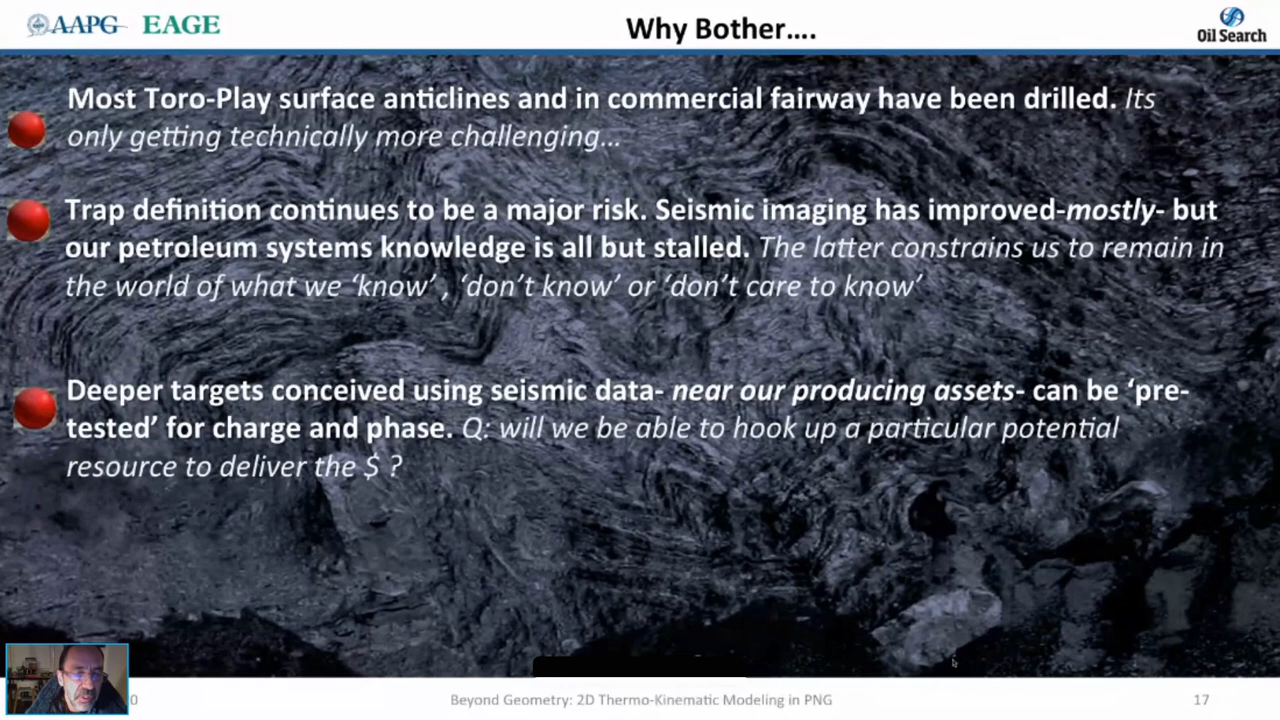 AAPG EAGE
Why Bother....
Oil Search
Most Toro-Play surface anticlines and in commercial fairway have been drilled. Its
only getting technically more challenging...
Trap definition continues to be a major risk. Seismic imaging has improved-mostly- but
our petroleum systems knowledge is all but stalled. The latter constrains us to remain in
the world of what we ‘know’ , ‘don’t know’ or ‘don’t care to know’
Deeper targets conceived using seismic data- near our producing assets- can be ‘pre-
tested’ for charge and phase. Q: will we be able to hook up a particular potential
resource to deliver the $ ?
0
Beyond Geometry: 2D Thermo-Kinematic Modeling in PNG
17